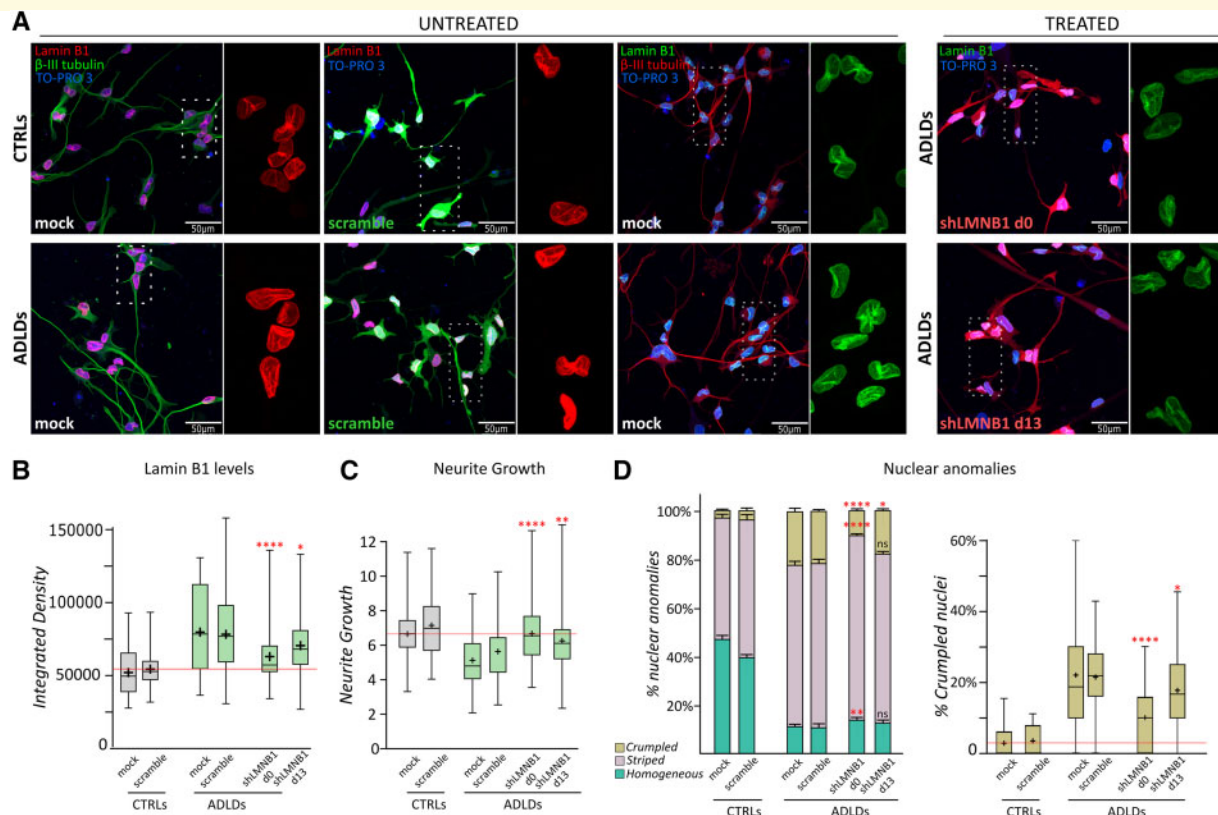 A
UNTREATED
TREATED
Lamin B1
β-III tubulin
TO-PRO 3
Lamin B1
β-III tubulin
TO-PRO 3
Lamin B1
β-III tubulin
TO-PRO 3
Lamin B1
TO-PRO 3
CTRLs
mock
50µm
scramble
50µm
mock
50µm
ADLDs
shLMNB1 d0
50µm
ADLDs
mock
50µm
scramble
50µm
mock
50µm
ADLDs
shLMNB1 d13
50µm
B
Lamin B1 levels
Integrated Density
150000
100000
50000
0
****
*
mock
scramble
mock
scramble
shLMNB1 d0
shLMNB1 d13
CTRLs
ADLDs
C
Neurite Growth
Neurite Growth
12
10
8
6
4
2
0
****
**
mock
scramble
mock
scramble
shLMNB1 d0
shLMNB1 d13
CTRLs
ADLDs
D
Nuclear anomalies
% nuclear anomalies
100%
80%
60%
40%
20%
****
*
****
ns
**
ns
Crumpled
Striped
Homogeneous
mock
scramble
mock
scramble
shLMNB1 d0
shLMNB1 d13
CTRLs
ADLDs
% Crumpled nuclei
60%
40%
20%
0
****
*
mock
scramble
mock
scramble
shLMNB1 d0
shLMNB1 d13
CTRLs
ADLDs